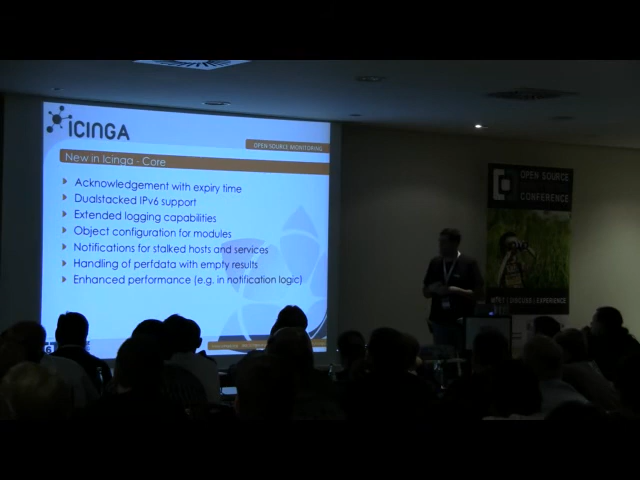 ICINGA
OPEN SOURCE MONITORING
New in Icinga - Core
Acknowledgement with expiry time
Dualstacked IPv6 support
Extended logging capabilities
Object configuration for modules
Notifications for stalked hosts and services
Handling of perfdata with empty results
Enhanced performance (e.g. in notification logic)
OPEN SOURCE
CONFERENCE
EXPERIENCE